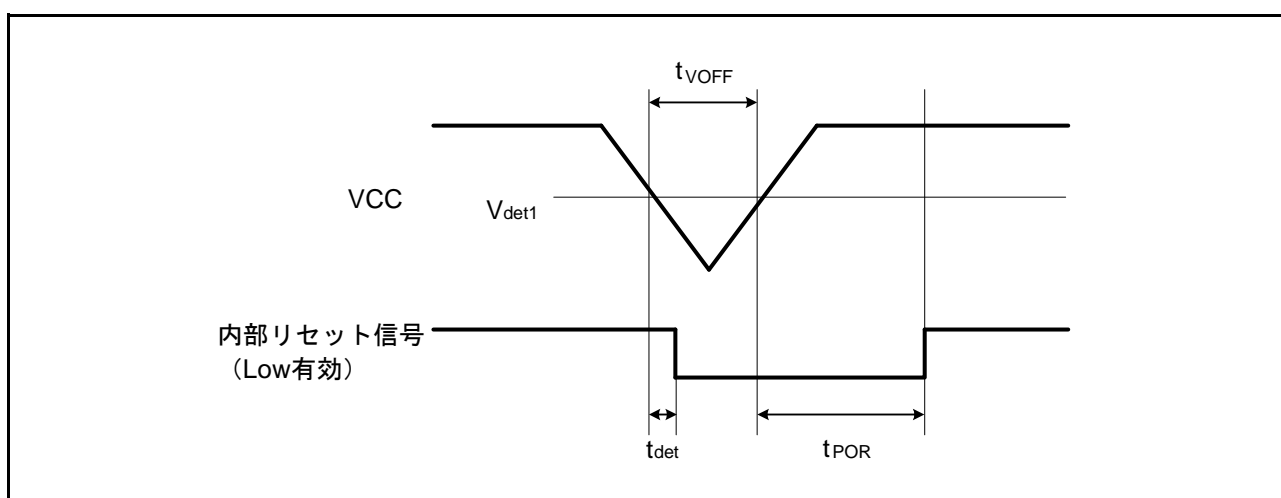 tVOFF
VCC
Vdet1
内部リセット信号
（Low有効）
tdet
tPOR